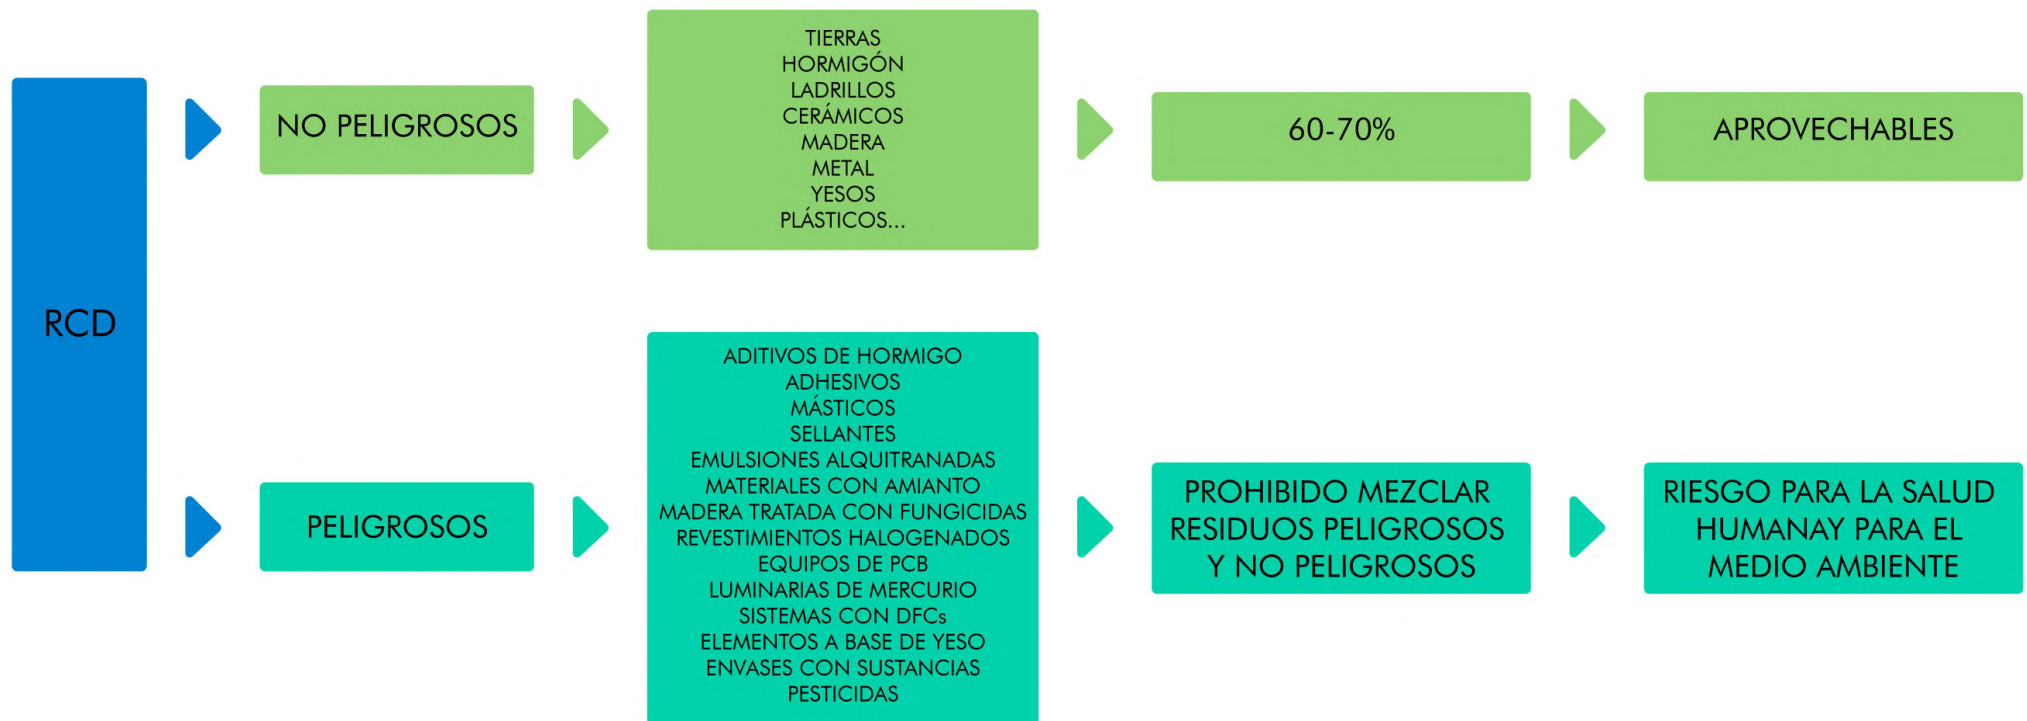 RCD
NO PELIGROSOS
TIERRAS
HORMIGÓN
LADRILLOS
CERÁMICOS
MADERA
METAL
YESOS
PLÁSTICOS...
60-70%
APROVECHABLES
PELIGROSOS
ADITIVOS DE HORMIGO
ADHESIVOS
MÁSTICOS
SELLANTES
EMULSIONES ALQUITRANADAS
MATERIALES CON AMIANTO
MADERA TRATADA CON FUNGICIDAS
REVESTIMIENTOS HALOGENADOS
EQUIPOS DE PCB
LUMINARIAS DE MERCURIO
SISTEMAS CON DFCs
ELEMENTOS A BASE DE YESO
ENVASES CON SUSTANCIAS
PESTICIDAS
PROHIBIDO MEZCLAR
RESIDUOS PELIGROSOS
Y NO PELIGROSOS
RIESGO PARA LA SALUD
HUMANAY PARA EL
MEDIO AMBIENTE